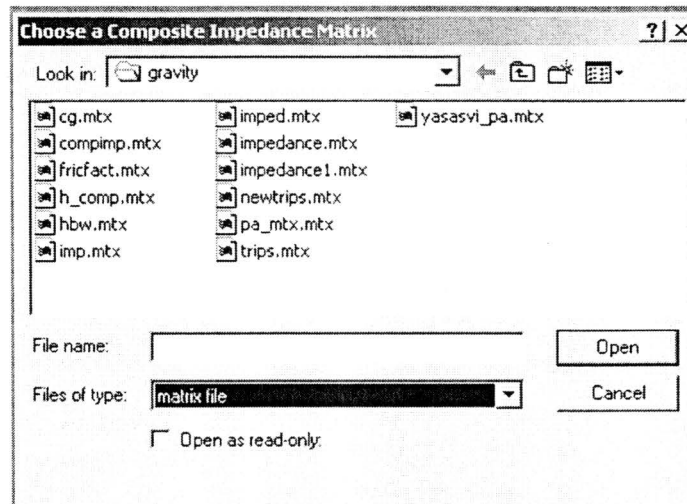 Choose a Composite Impedance Matrix
Look in: gravity
cg.mtx imped.mtx yasasvi_pa.mtx
compimp.mtx impedance.mtx
fricfact.mtx impedance1.mtx
h_comp.mtx newtrips.mtx
hbw.mtx pa_mtx.mtx
imp.mtx trips.mtx
File name: Open
Files of type: matrix file Cancel
Open as read-only: